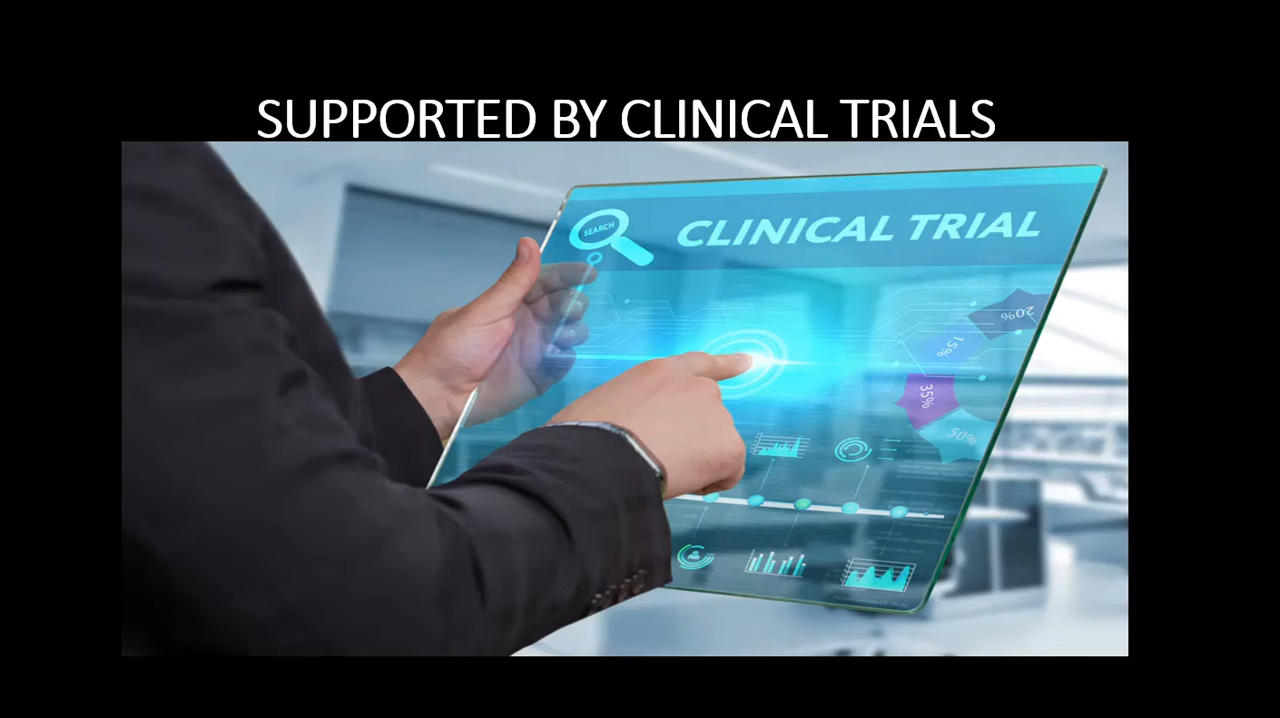 SUPPORTED BY CLINICAL TRIALS
SEARCH
CLINICAL TRIAL
20%
15%
35%
50%